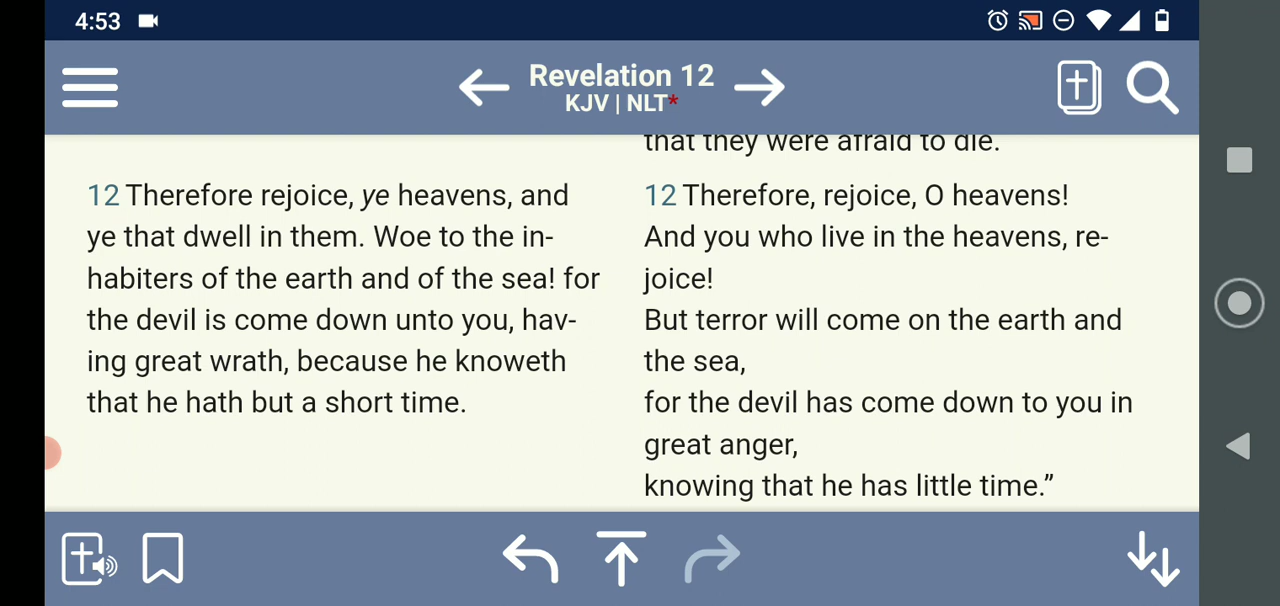 4:53
Revelation 12
KJV | NLT*
that they were afraid to die.
12 Therefore rejoice, ye heavens, and
ye that dwell in them. Woe to the in-
habiters of the earth and of the sea! for
the devil is come down unto you, hav-
ing great wrath, because he knoweth
that he hath but a short time.
12 Therefore, rejoice, O heavens!
And you who live in the heavens, re-
joice!
But terror will come on the earth and
the sea,
for the devil has come down to you in
great anger,
knowing that he has little time.”